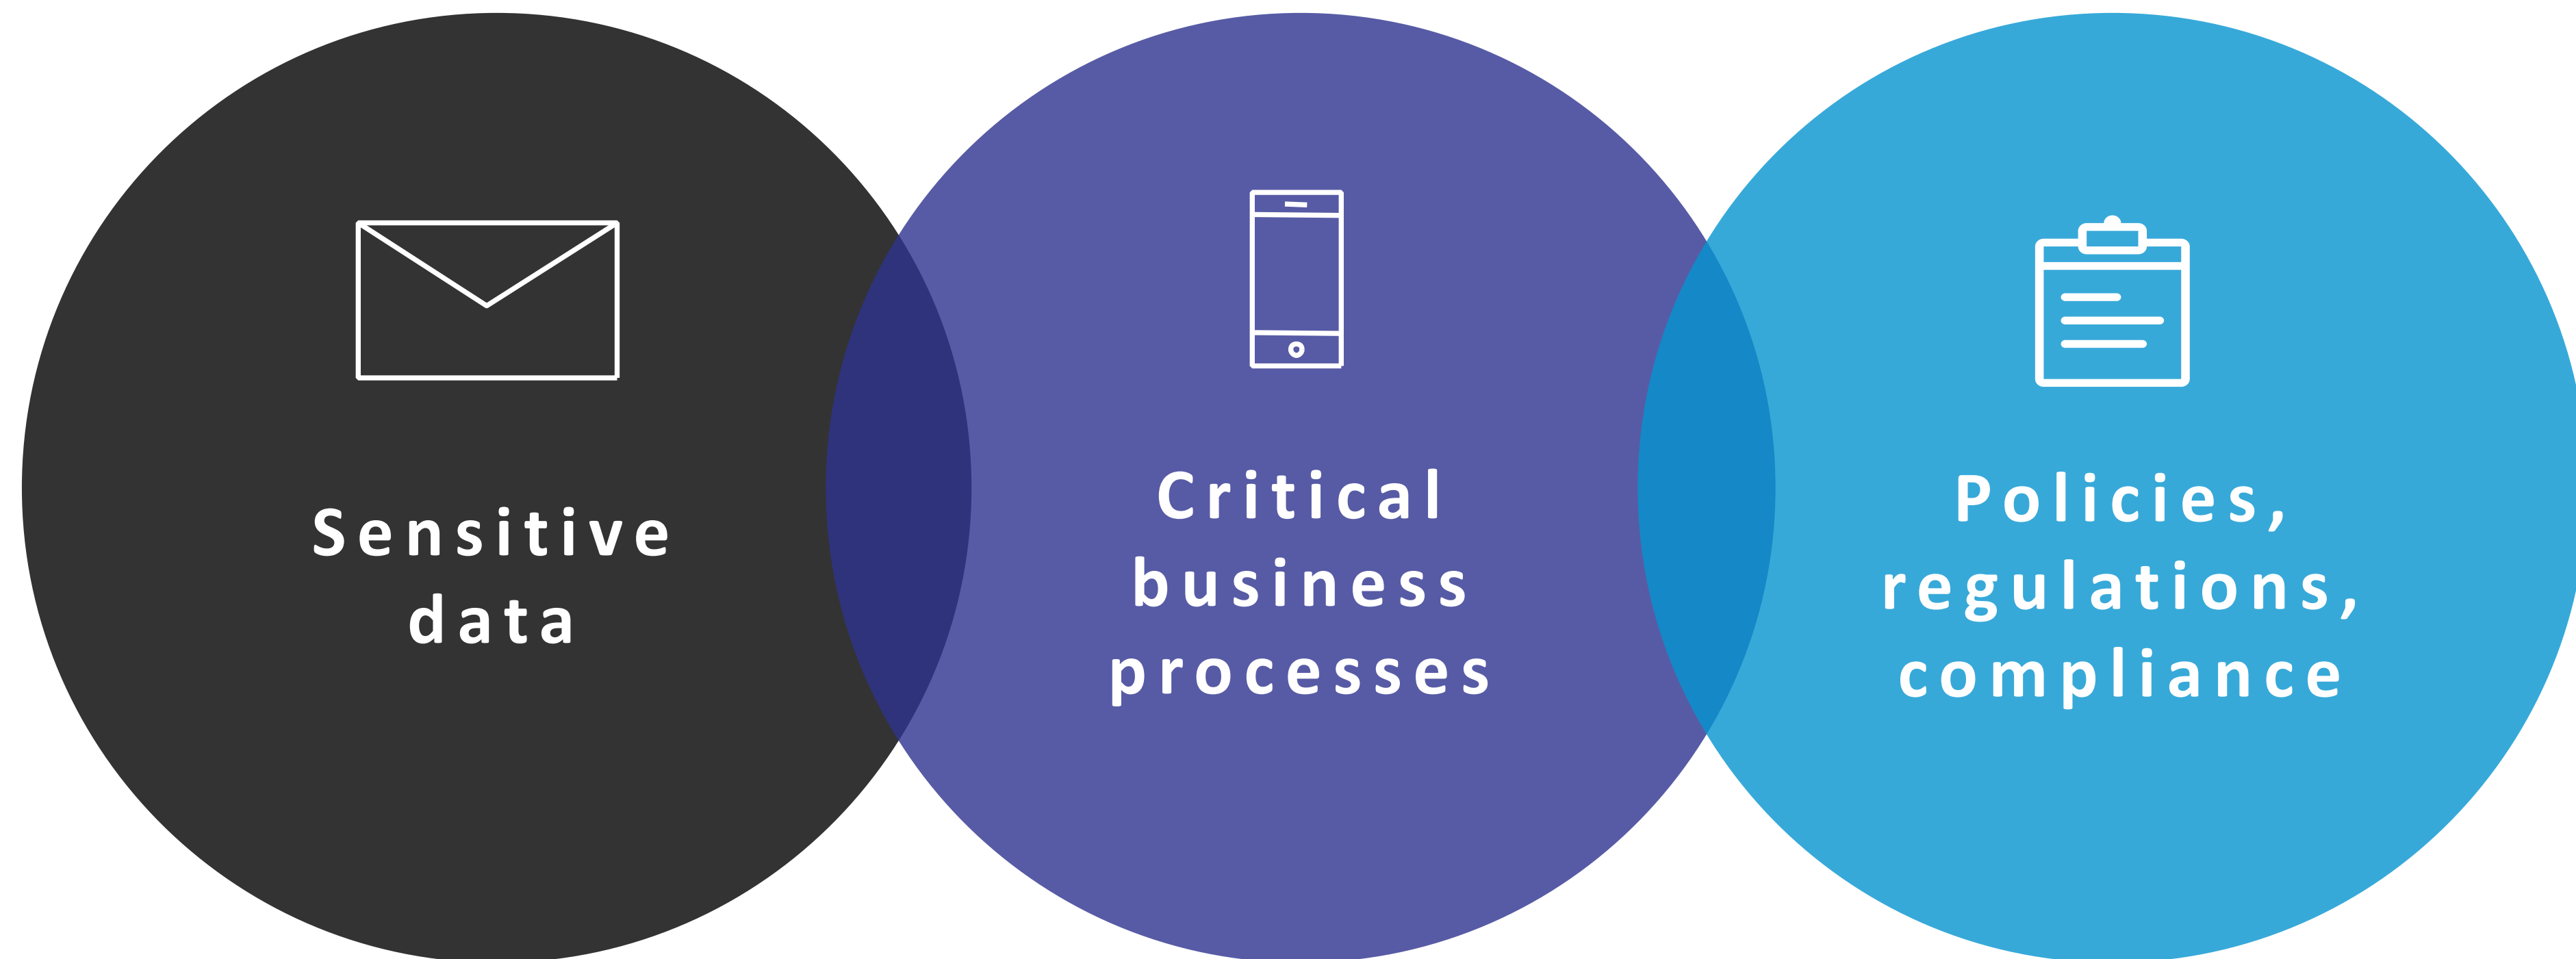 Sensitive
data
Critical
business
processes
Policies,
regulations,
compliance